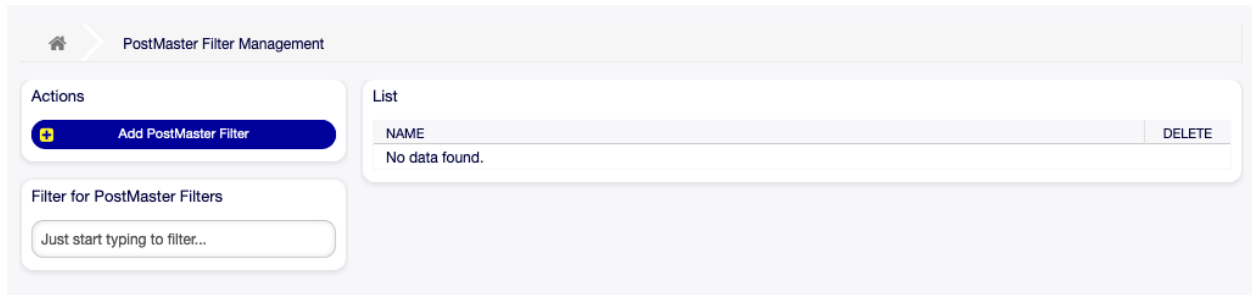 PostMaster Filter Management
Actions
Add PostMaster Filter
Filter for PostMaster Filters
Just start typing to filter...
List
NAME DELETE
No data found.